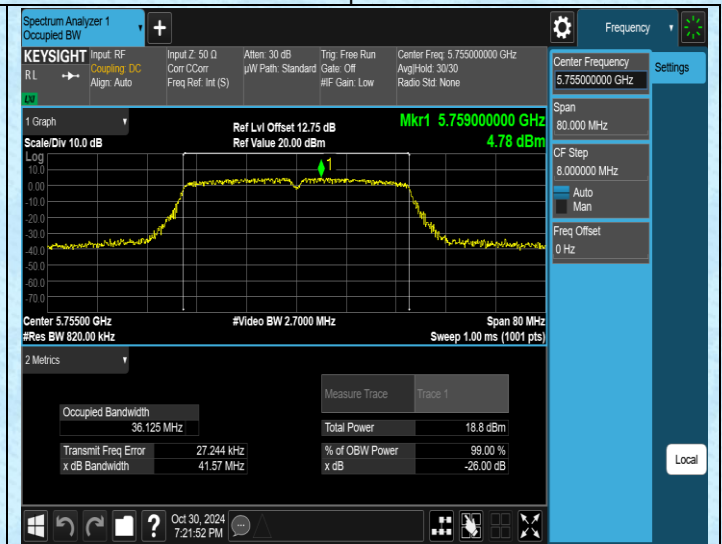 Spectrum Analyzer 1
Occupied BW
Frequency
KEYSIGHT
RL
Input: RF
Coupling: DC
Align: Auto
Input Z: 50 Ω
Corr CCorr
Freq Ref: Int (S)
Atten: 30 dB
µW Path: Standard
Trig: Free Run
Gate: Off
#IF Gain: Low
Center Freq: 5.755000000 GHz
Avg|Hold: 30/30
Radio Std: None
1 Graph
Scale/Div 10.0 dB
Ref Lvl Offset 12.75 dB
Ref Value 20.00 dBm
Mkr1 5.759000000 GHz
4.78 dBm
Log
10.0
0.00
-10.0
-20.0
-30.0
-40.0
-50.0
-60.0
-70.0
1
Center 5.75500 GHz
#Res BW 820.00 kHz
#Video BW 2.7000 MHz
Span 80 MHz
Sweep 1.00 ms (1001 pts)
2 Metrics
Measure Trace
Trace 1
Occupied Bandwidth
36.125 MHz
Total Power
18.8 dBm
Transmit Freq Error
27.244 kHz
% of OBW Power
99.00 %
x dB Bandwidth
41.57 MHz
x dB
-26.00 dB
Center Frequency
5.755000000 GHz
Settings
Span
80.000 MHz
CF Step
8.000000 MHz
Auto
Man
Freq Offset
0 Hz
Local
?
Oct 30, 2024
7:21:52 PM